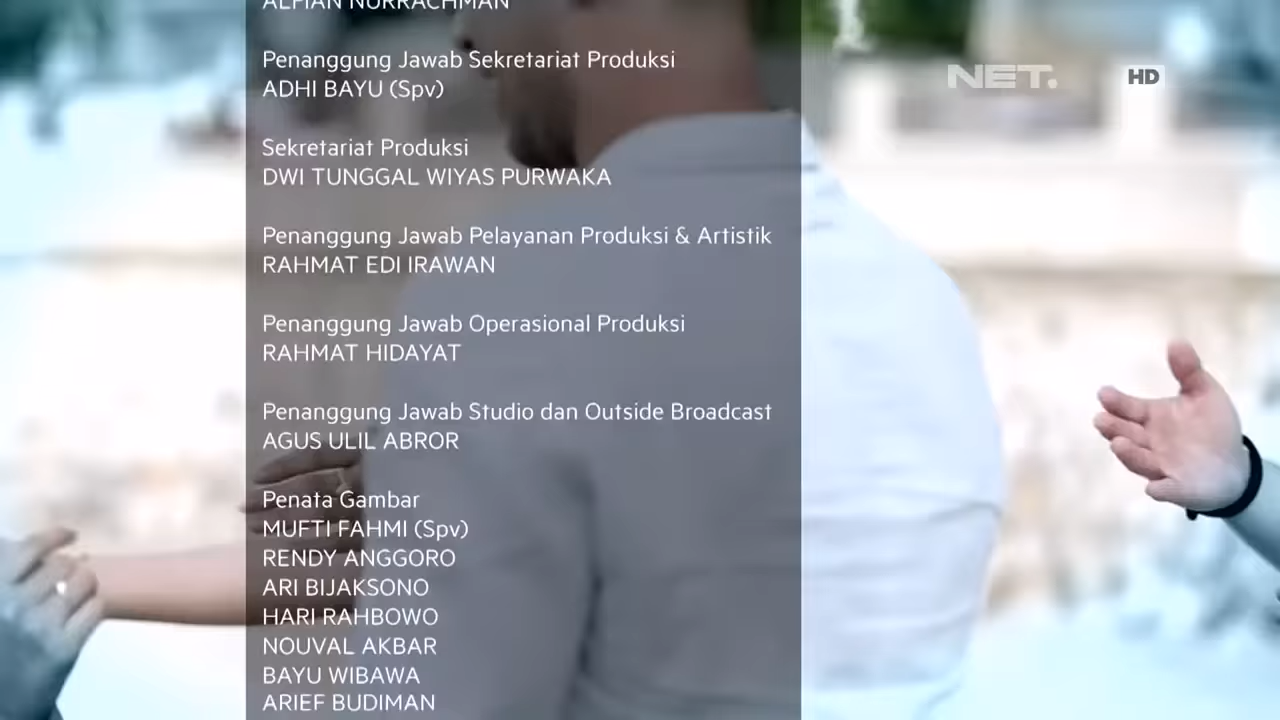 ALFIAN NURRACHMAN
Penanggung Jawab Sekretariat Produksi
ADHI BAYU (Spv)
Sekretariat Produksi
DWI TUNGGAL WIYAS PURWAKA
Penanggung Jawab Pelayanan Produksi & Artistik
RAHMAT EDI IRAWAN
Penanggung Jawab Operasional Produksi
RAHMAT HIDAYAT
Penanggung Jawab Studio dan Outside Broadcast
AGUS ULIL ABROR
Penata Gambar
MUFTI FAHMI (Spv)
RENDY ANGGORO
ARI BIJAKSONO
HARI RAHBOWO
NOUVAL AKBAR
BAYU WIBAWA
ARIEF BUDIMAN
NET.
HD